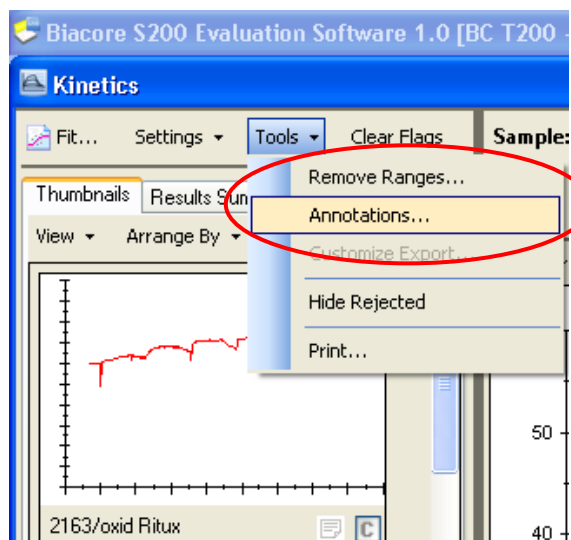 Biacore S200 Evaluation Software 1.0 [BC T200 -
Kinetics
Fit... Settings Tools Clear Flags Sample:
Remove Ranges...
Thumbnails Results Sun
Annotations...
View Arrange By
Customize Export...
Hide Rejected
Print...
50
2163/oxid Ritux C
40